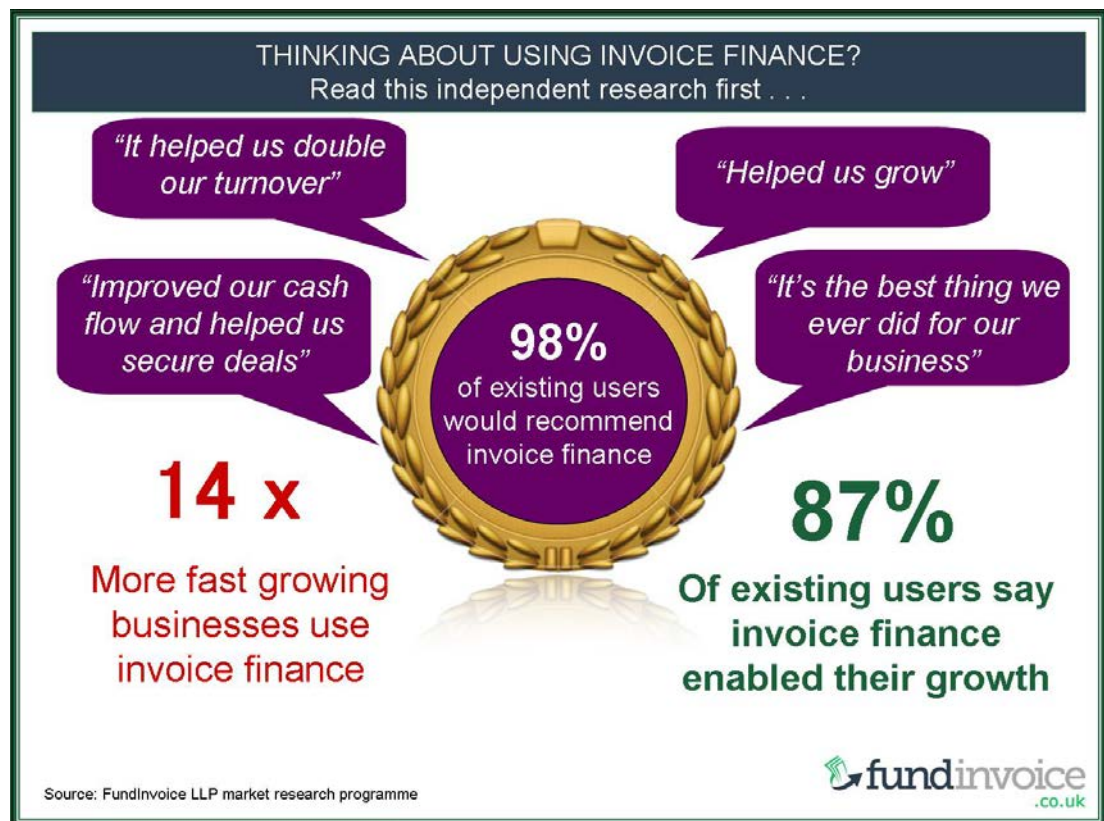 THINKING ABOUT USING INVOICE FINANCE?
Read this independent research first . . .
“It helped us double
our turnover”
“Helped us grow”
“Improved our cash
flow and helped us
secure deals”
“It’s the best thing we
ever did for our
business”
98%
of existing users
would recommend
invoice finance
14 x
More fast growing
businesses use
invoice finance
87%
Of existing users say
invoice finance
enabled their growth
Source: FundInvoice LLP market research programme
fundinvoice
.co.uk